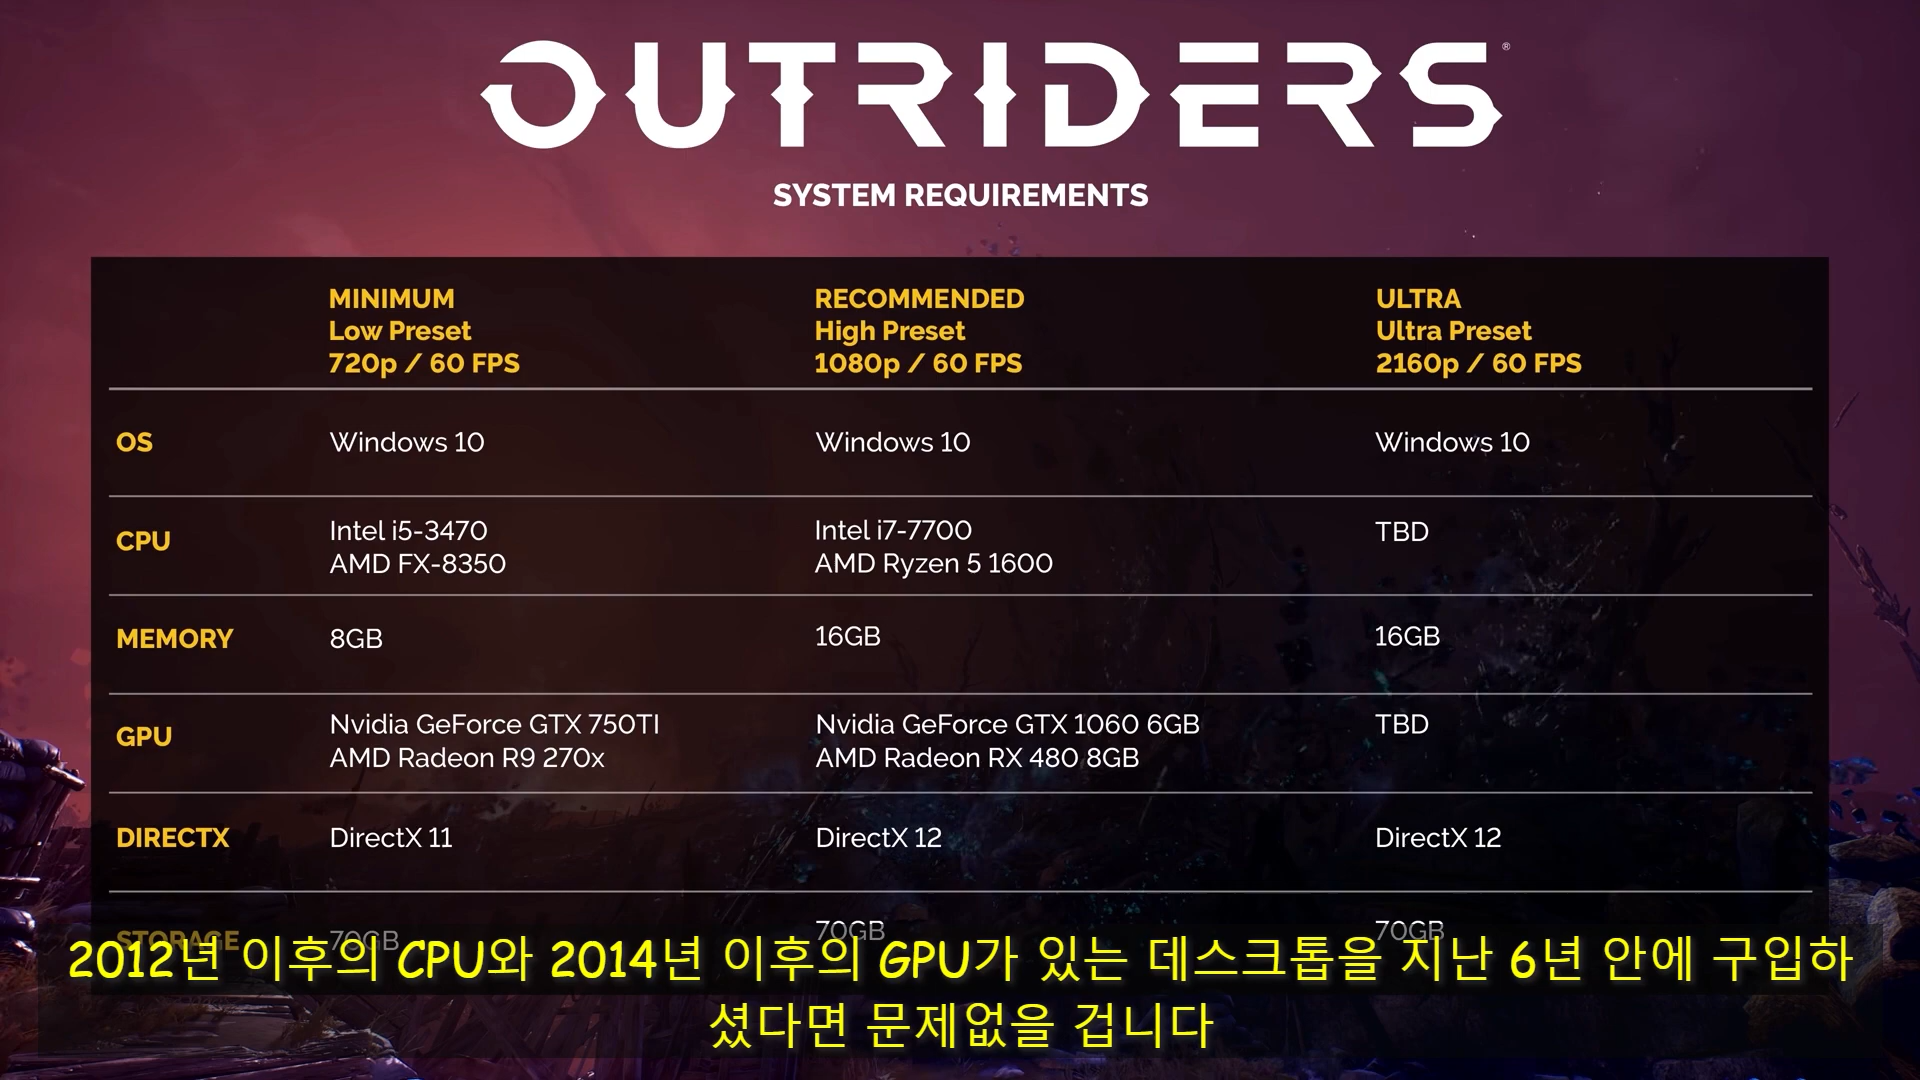 OUTRIDERS®
SYSTEM REQUIREMENTS
MINIMUM RECOMMENDED ULTRA
Low Preset High Preset Ultra Preset
720p / 60 FPS 1080p / 60 FPS 2160p / 60 FPS
OS Windows 10 Windows 10 Windows 10
CPU Intel i5-3470 Intel i7-7700 TBD
AMD FX-8350 AMD Ryzen 5 1600
MEMORY 8GB 16GB 16GB
GPU Nvidia GeForce GTX 750TI Nvidia GeForce GTX 1060 6GB TBD
AMD Radeon R9 270x AMD Radeon RX 480 8GB
DIRECTX DirectX 11 DirectX 12 DirectX 12
STORAGE 70GB 70GB 70GB
2012년 이후의 CPU와 2014년 이후의 GPU가 있는 데스크톱을 지난 6년 안에 구입하
셨다면 문제없을 겁니다